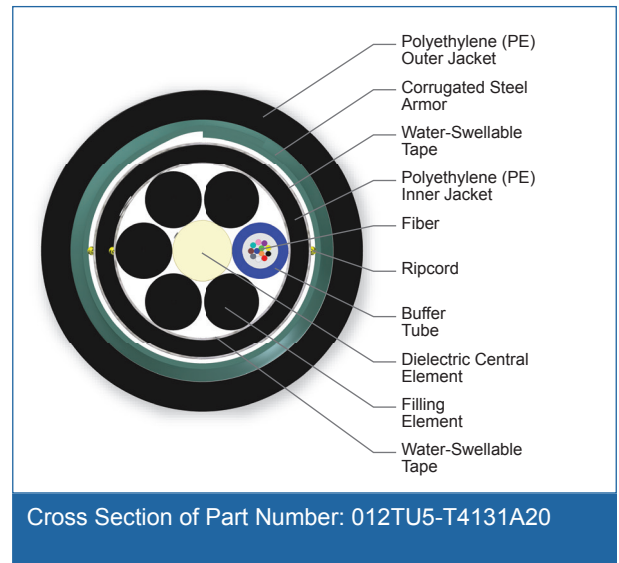 Polyethylene (PE)
Outer Jacket
Corrugated Steel
Armor
Water-Swellable
Tape
Polyethylene (PE)
Inner Jacket
Fiber
Ripcord
Buffer
Tube
Dielectric Central
Element
Filling
Element
Water-Swellable
Tape
Cross Section of Part Number: 012TU5-T4131A20